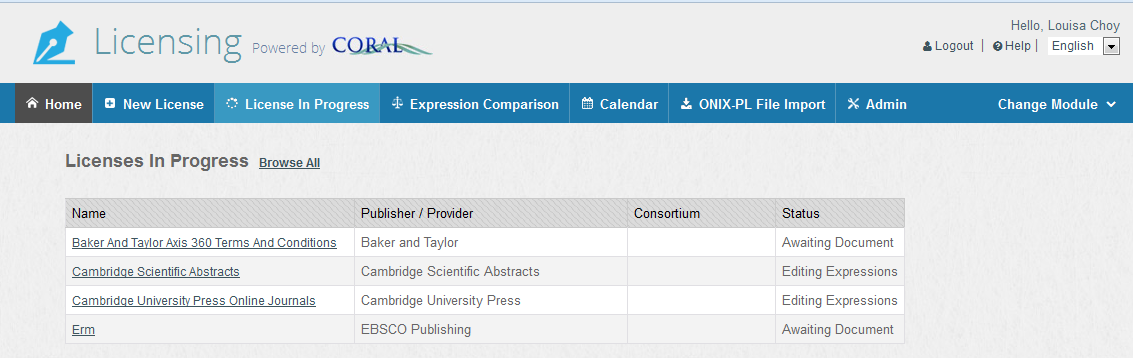 Hello, Louisa Choy
Licensing Powered by CORAL
Logout | Help | English
Home New License License In Progress Expression Comparison Calendar ONIX-PL File Import Admin Change Module
Licenses In Progress Browse All
Name Publisher / Provider Consortium Status
Baker And Taylor Axis 360 Terms And Conditions Baker and Taylor Awaiting Document
Cambridge Scientific Abstracts Cambridge Scientific Abstracts Editing Expressions
Cambridge University Press Online Journals Cambridge University Press Editing Expressions
Erm EBSCO Publishing Awaiting Document